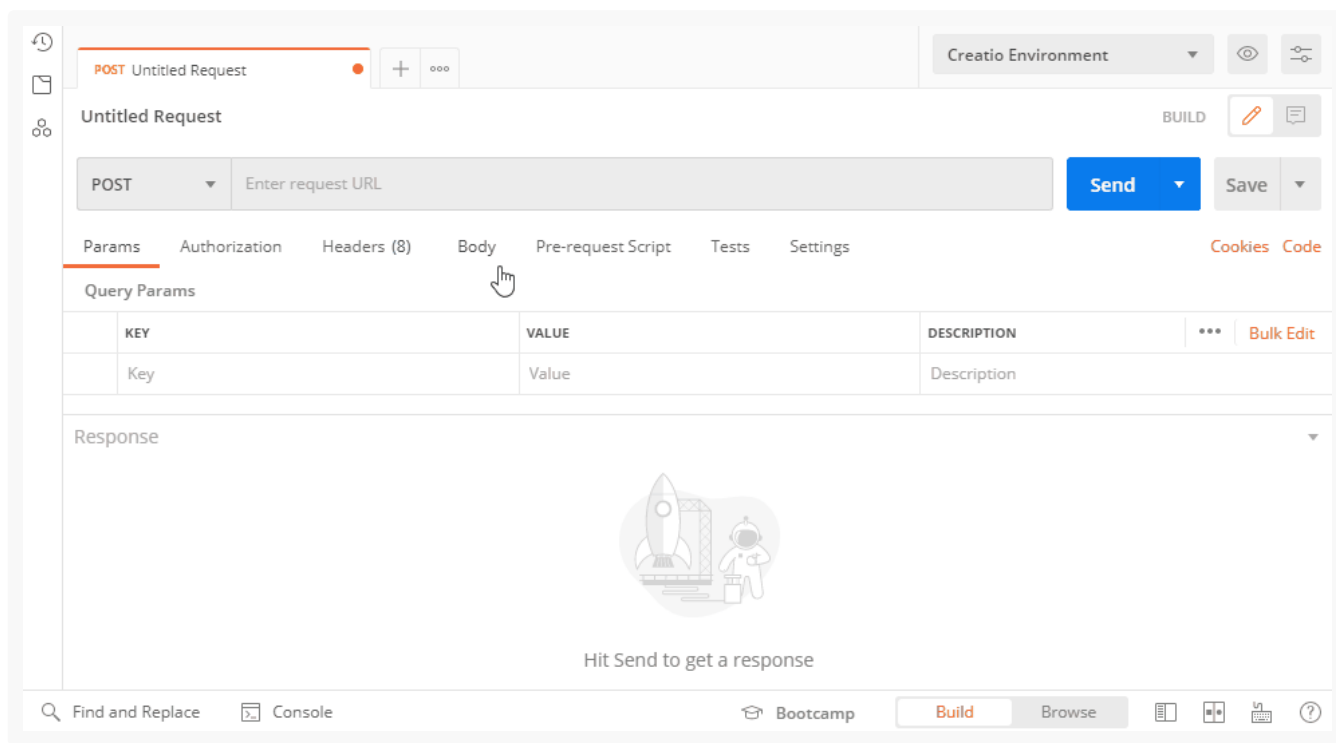 POST Untitled Request
Creatio Environment
Untitled Request
BUILD
POST
Enter request URL
Send
Save
Params Authorization Headers (8) Body Pre-request Script Tests Settings Cookies Code
Query Params
KEY VALUE DESCRIPTION Bulk Edit
Key Value Description
Response
Hit Send to get a response
Find and Replace Console Bootcamp Build Browse